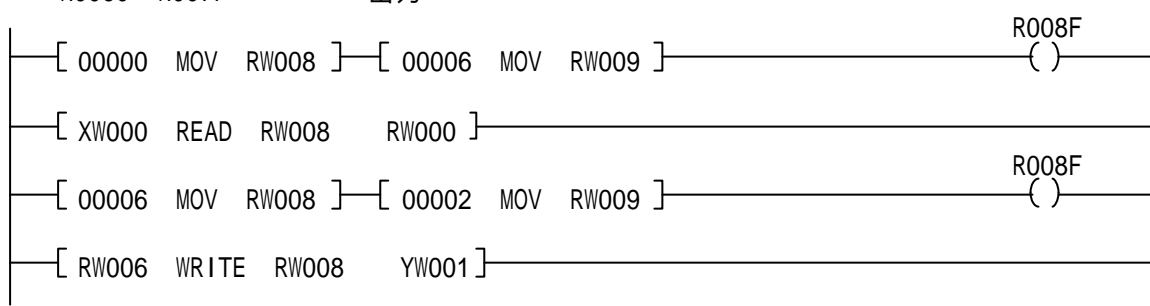 R008F
00000 MOV RW008 00006 MOV RW009 ( )
XW000 READ RW008 RW000
R008F
00006 MOV RW008 00002 MOV RW009 ( )
RW006 WRITE RW008 YW001